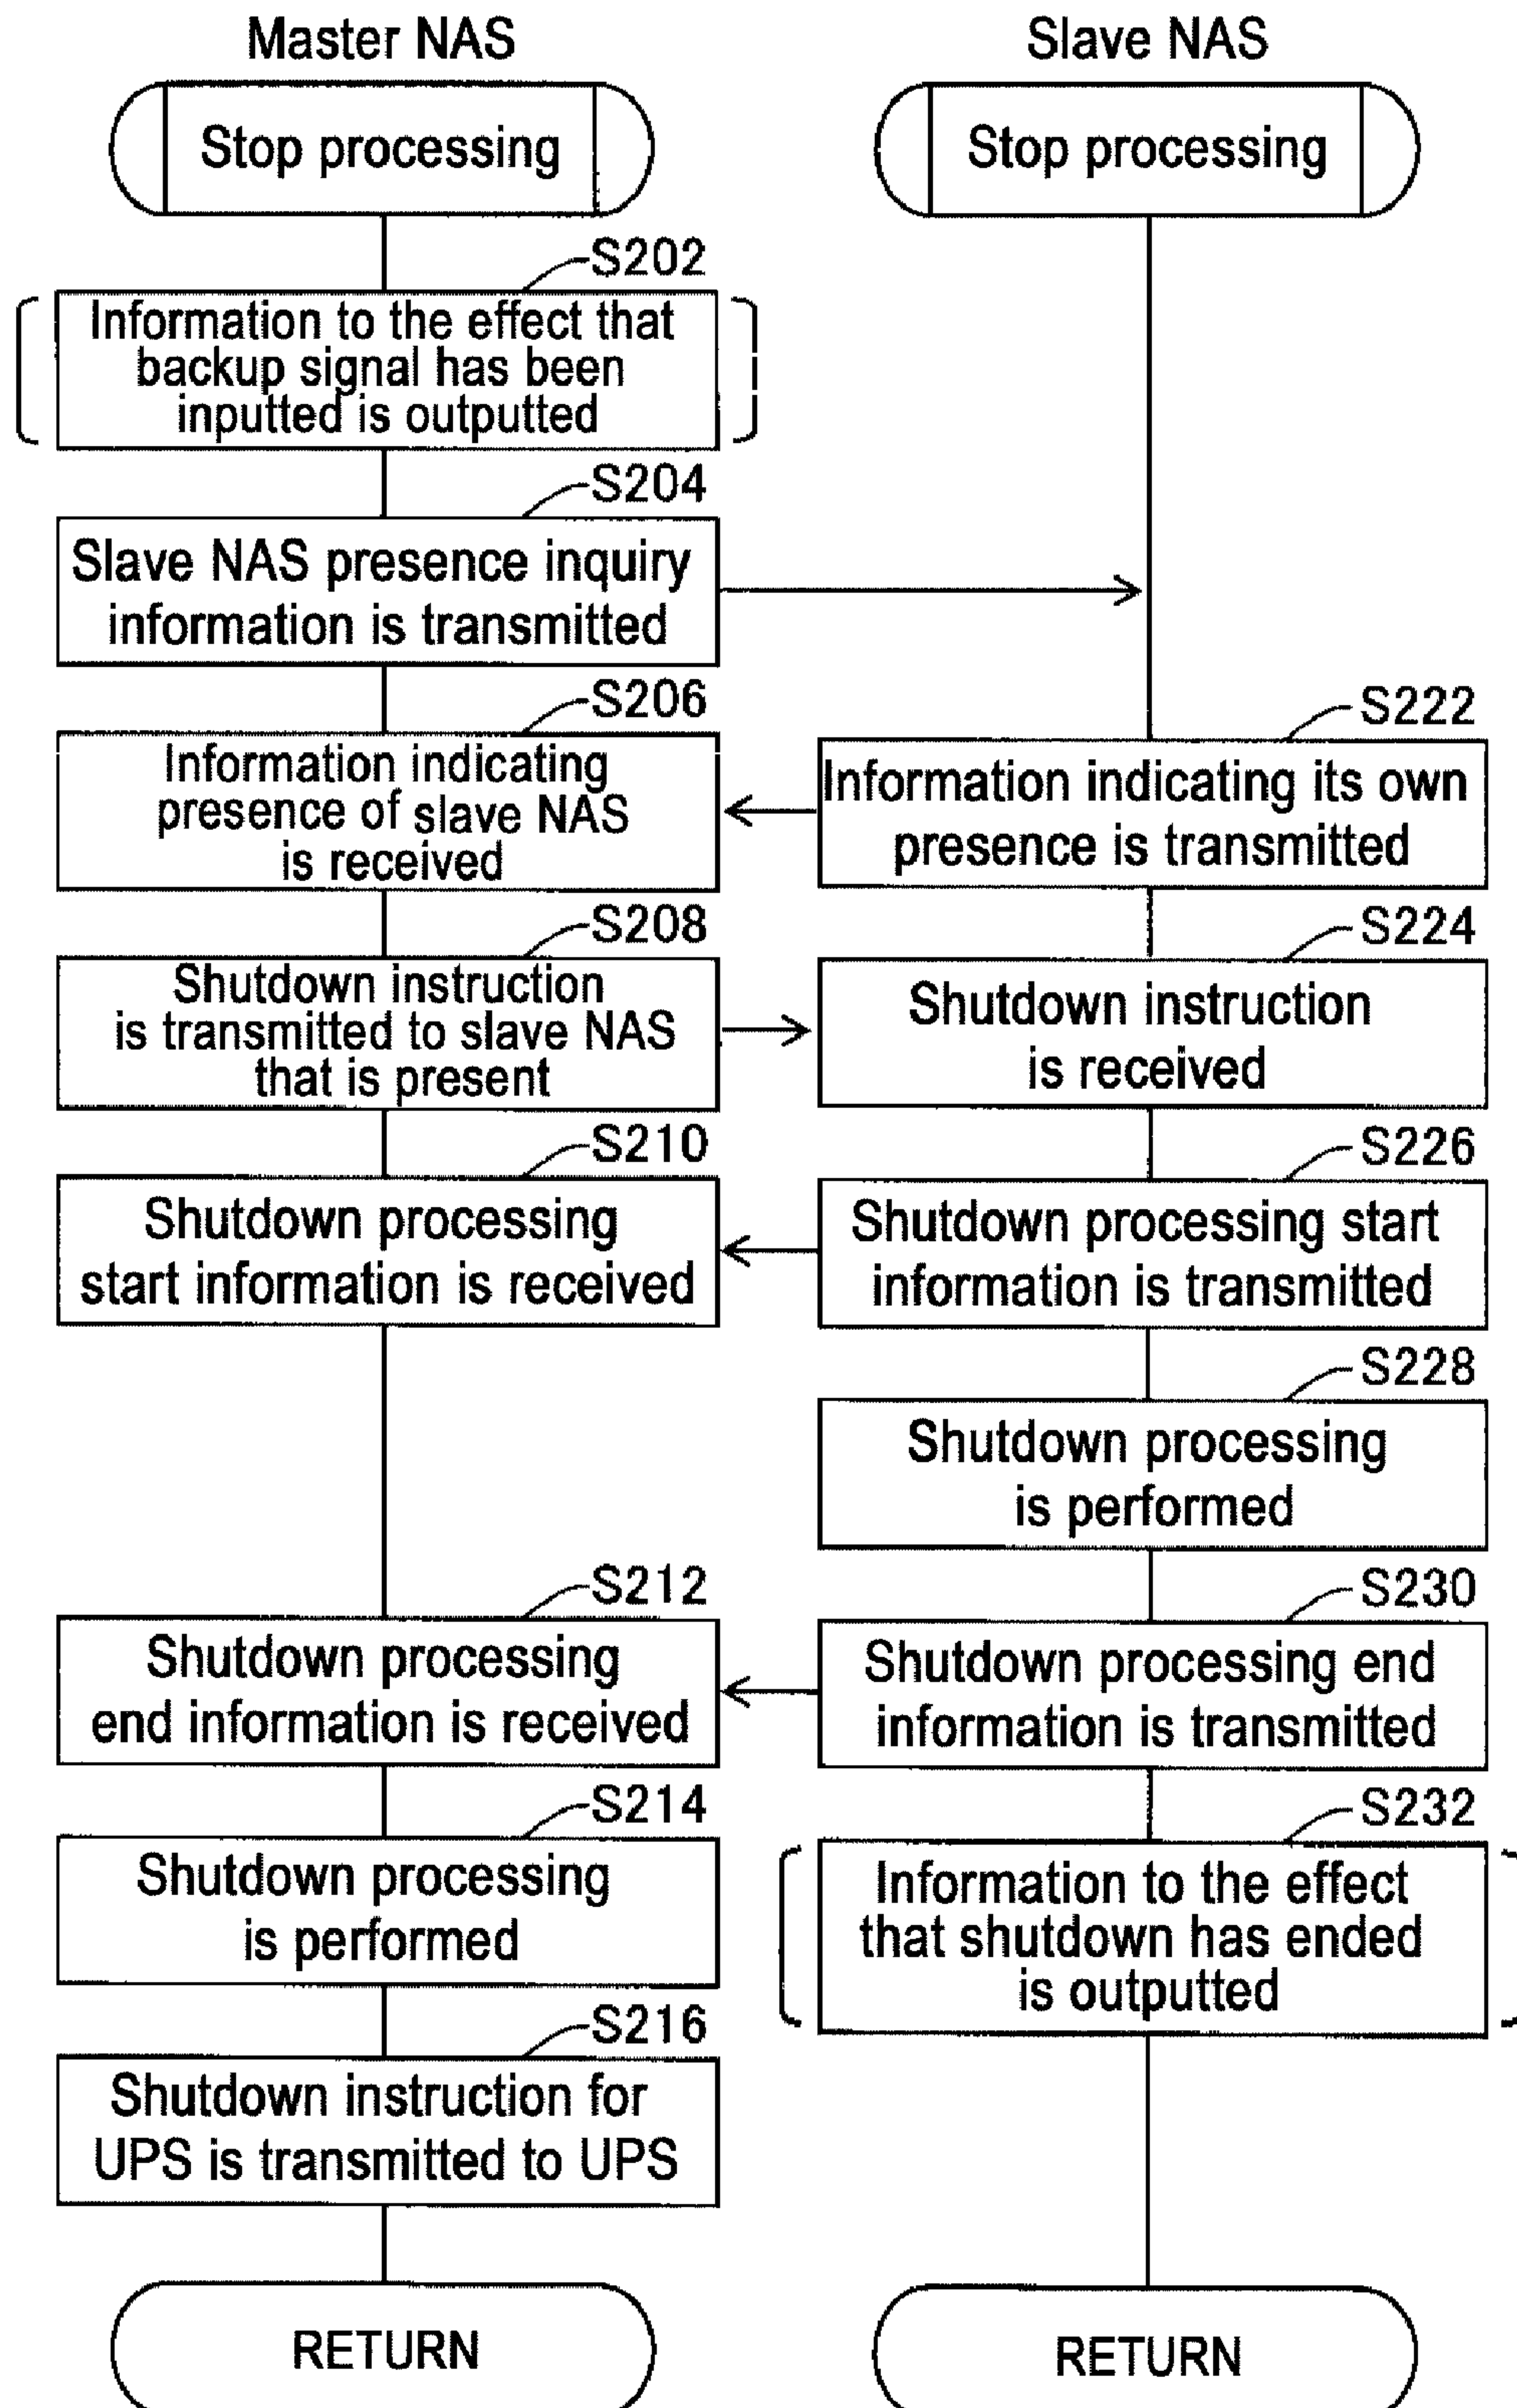 Master NAS
Stop processing
S202
Information to the effect that
backup signal has been
inputted is outputted
S204
Slave NAS presence inquiry
information is transmitted
S206
Information indicating
presence of slave NAS
is received
S208
Shutdown instruction
is transmitted to slave NAS
that is present
S210
Shutdown processing
start information is received
S212
Shutdown processing
end information is received
S214
Shutdown processing
is performed
S216
Shutdown instruction for
UPS is transmitted to UPS
RETURN
Slave NAS
Stop processing
S222
Information indicating its own
presence is transmitted
S224
Shutdown instruction
is received
S226
Shutdown processing start
information is transmitted
S228
Shutdown processing
is performed
S230
Shutdown processing end
information is transmitted
S232
Information to the effect
that shutdown has ended
is outputted
RETURN